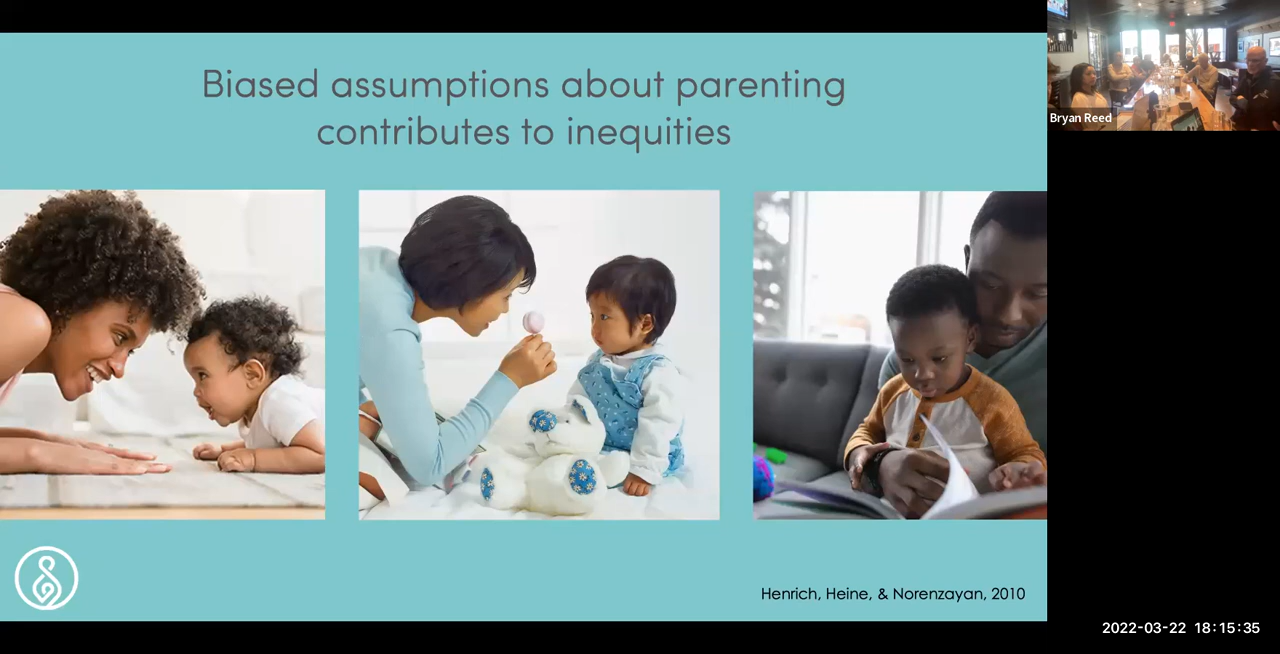 Biased assumptions about parenting
contributes to inequities
Bryan Reed
Henrich, Heine, & Norenzayan, 2010
2022-03-22 18:15:35